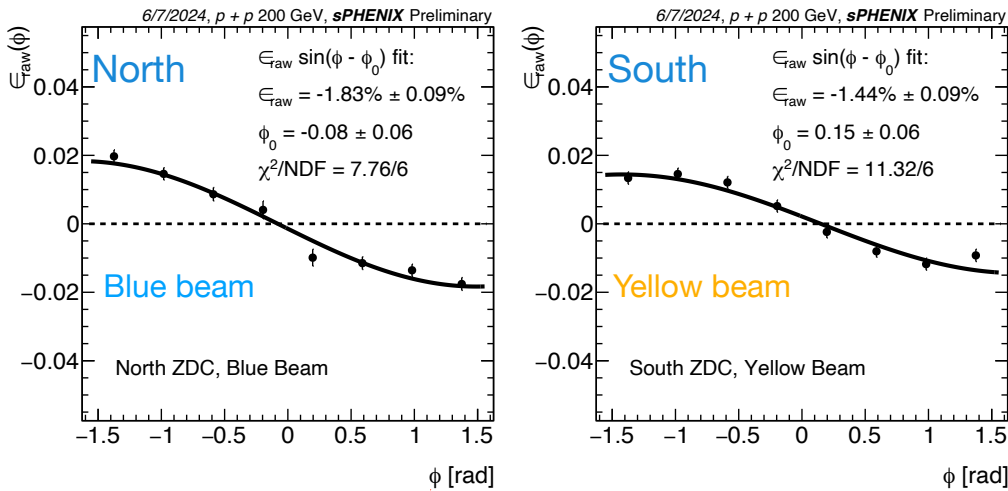 6/7/2024, p + p 200 GeV, sPHENIX Preliminary
∈raw(ϕ)
North
∈raw sin(ϕ - ϕ0) fit:
∈raw = -1.83% ± 0.09%
ϕ0 = -0.08 ± 0.06
χ2/NDF = 7.76/6
0.04
0.02
0
−0.02
−0.04
Blue beam
North ZDC, Blue Beam
−1.5 −1 −0.5 0 0.5 1 1.5
ϕ [rad]
6/7/2024, p + p 200 GeV, sPHENIX Preliminary
∈raw(ϕ)
South
∈raw sin(ϕ - ϕ0) fit:
∈raw = -1.44% ± 0.09%
ϕ0 = 0.15 ± 0.06
χ2/NDF = 11.32/6
0.04
0.02
0
−0.02
−0.04
Yellow beam
South ZDC, Yellow Beam
−1.5 −1 −0.5 0 0.5 1 1.5
ϕ [rad]